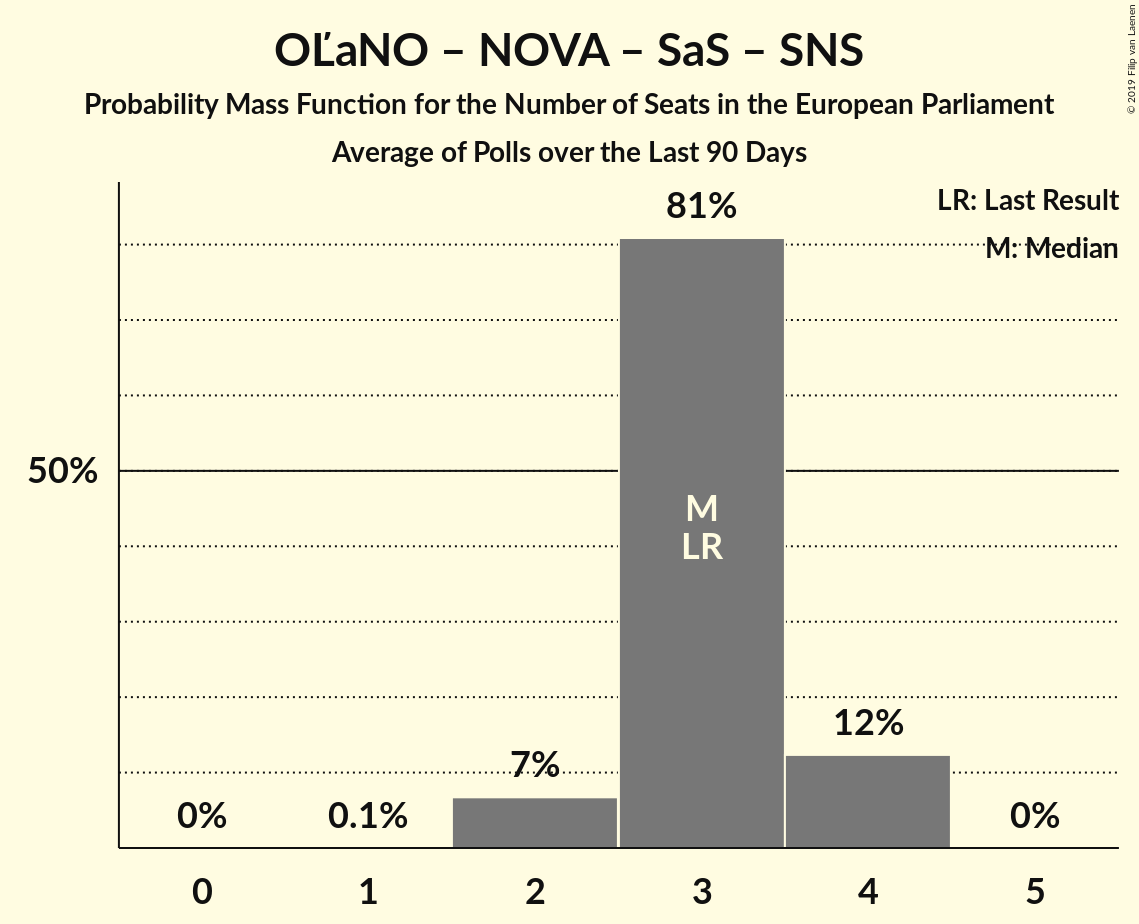 OĽaNO – NOVA – SaS – SNS
Probability Mass Function for the Number of Seats in the European Parliament
Average of Polls over the Last 90 Days
© 2019 Filip van Laenen
LR: Last Result
M: Median
81%
50%
M
LR
12%
7%
0%
0.1%
0%
0
1
2
3
4
5